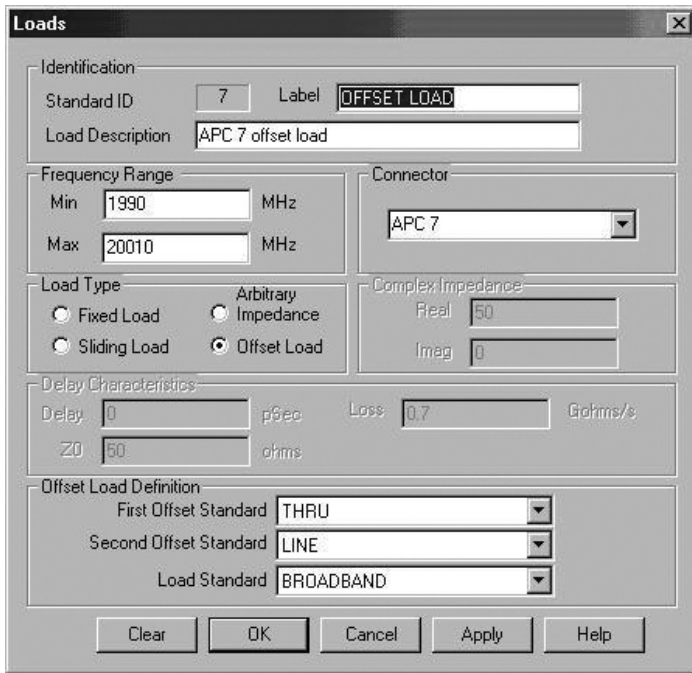 Loads
Identification
Standard ID 7 Label OFFSET LOAD
Load Description APC 7 offset load
Frequency Range
Min 1990 MHz
Max 20010 MHz
Connector
APC 7
Load Type
Fixed Load
Arbitrary
Impedance
Sliding Load
Offset Load
Complex Impedance
Real 50
Imag 0
Delay Characteristics
Delay 0 pSec Loss 0.7 Gohms/s
Z0 50 ohms
Offset Load Definition
First Offset Standard THRU
Second Offset Standard LINE
Load Standard BROADBAND
Clear OK Cancel Apply Help